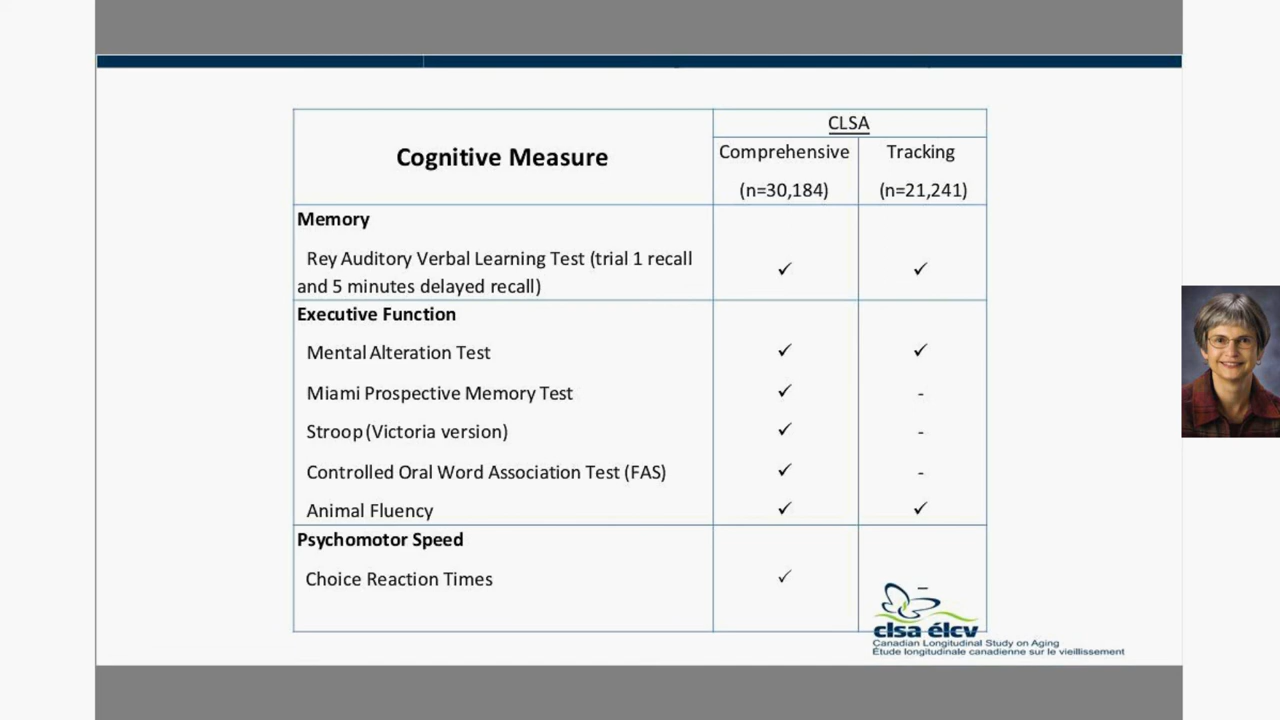 CLSA
Cognitive Measure
Comprehensive
Tracking
(n=30,184)
(n=21,241)
Memory
Rey Auditory Verbal Learning Test (trial 1 recall
and 5 minutes delayed recall)
✓ ✓
Executive Function
Mental Alteration Test ✓ ✓
Miami Prospective Memory Test ✓ -
Stroop (Victoria version) ✓ -
Controlled Oral Word Association Test (FAS) ✓ -
Animal Fluency ✓ ✓
Psychomotor Speed
Choice Reaction Times ✓ –
clsa élcv
Canadian Longitudinal Study on Aging
Étude longitudinale canadienne sur le vieillissement